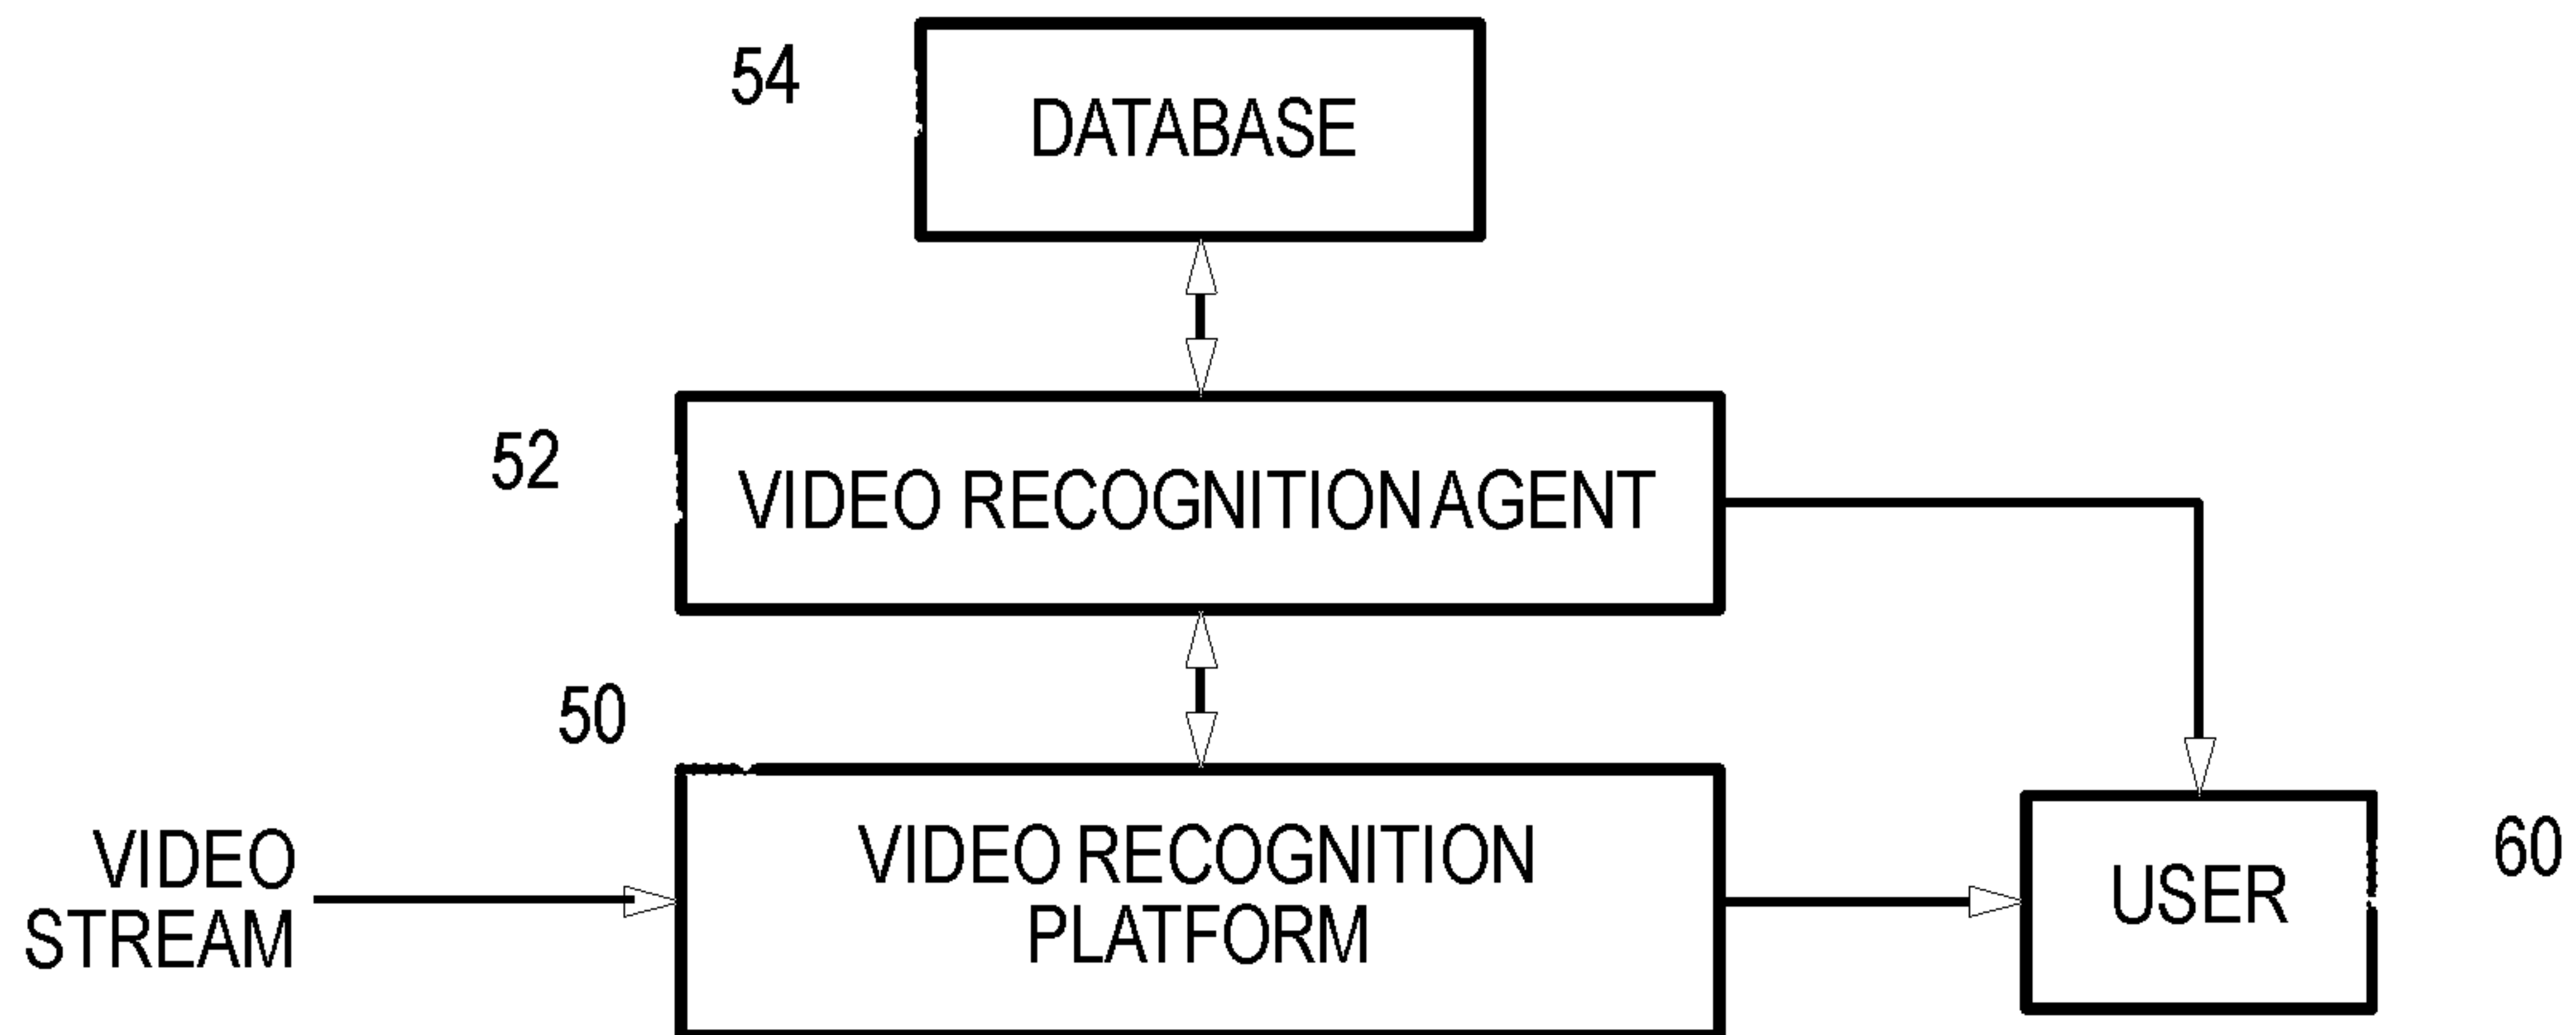 54
DATABASE
52
VIDEO RECOGNITION AGENT
50
VIDEO
STREAM
VIDEO RECOGNITION
PLATFORM
USER
60